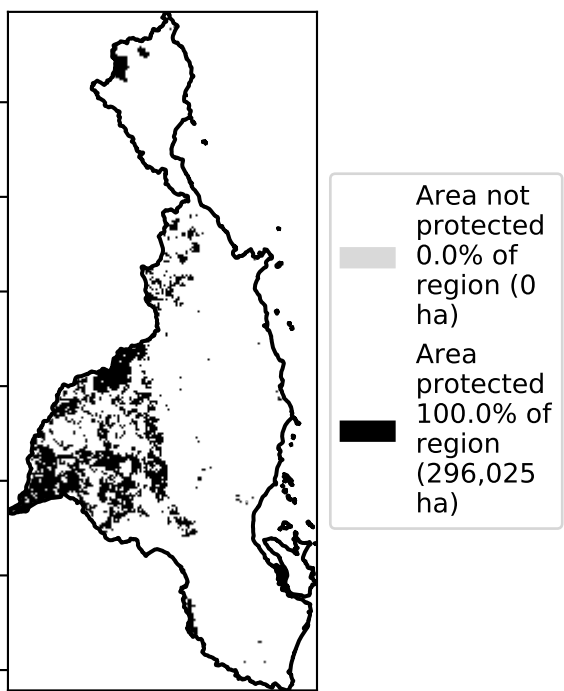 Area not
protected
0.0% of
region (0
ha)
Area
protected
100.0% of
region
(296,025
ha)